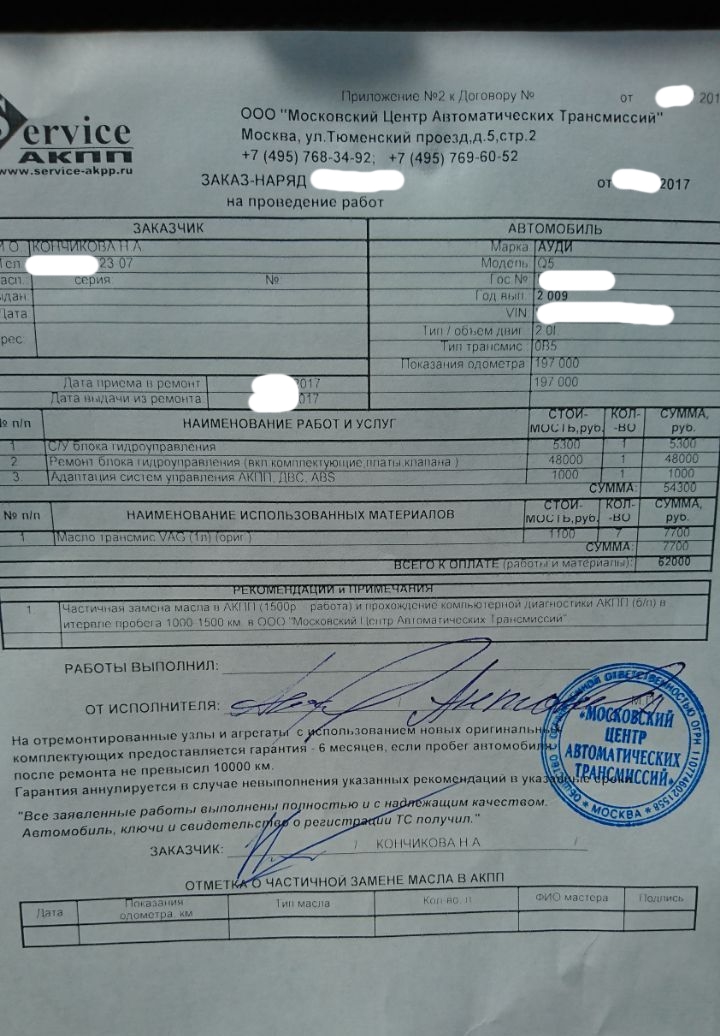 Приложение №2 к Договору № от 201
Service
АКПП
www.service-akpp.ru
ООО "Московский Центр Автоматических Трансмиссий"
Москва, ул.Тюменский проезд,д.5,стр.2
+7 (495) 768-34-92; +7 (495) 769-60-52
ЗАКАЗ-НАРЯД от 2017
на проведение работ
ЗАКАЗЧИК АВТОМОБИЛЬ
И О КОНЧИКОВА Н А Марка АУДИ
Тел 23 07 Модель Q5
серия № Гос №
Год вып. 2 009
Дата VIN
рес. Тип / объем двиг 2.0l
Тип трансмис 0B5
Показания одометра 197 000
Дата приема в ремонт 2017 197 000
Дата выдачи из ремонта 017
№ п/п НАИМЕНОВАНИЕ РАБОТ И УСЛУГ СТОИ-МОСТЬ,руб. КОЛ-ВО СУММА, руб.
1 С/У блока гидроуправления 5300 1 5300
2 Ремонт блока гидроуправления (вкл.комплектующие,платы,клапана ) 48000 1 48000
3. Адаптация систем управления АКПП, ДВС, ABS 1000 1 1000
СУММА: 54300
№ п/п НАИМЕНОВАНИЕ ИСПОЛЬЗОВАННЫХ МАТЕРИАЛОВ СТОИ-МОСТЬ,руб. КОЛ-ВО СУММА, руб.
1 Масло трансмис VAG (1л) (ориг ) 1100 7 7700
СУММА: 7700
ВСЕГО К ОПЛАТЕ (работы и материалы): 62000
РЕКОМЕНДАЦИИ и ПРИМЕЧАНИЯ
1 Частичная замена масла в АКПП (1500р работа) и прохождение компьютерной диагностики АКПП (б/п) в
итервле пробега 1000-1500 км. в ООО "Московский Центр Автоматических Трансмиссий"
РАБОТЫ ВЫПОЛНИЛ:
ОТ ИСПОЛНИТЕЛЯ: / М П
На отремонтированые узлы и агрегаты с использованием новых оригинальных
комплектующих предоставляется гарантия - 6 месяцев, если пробег автомобиля
после ремонта не превысил 10000 км.
Гарантия аннулируется в случае невыполнения указанных рекомендаций в указанные сроки
"Все заявленные работы выполнены полностью и с надлежащим качеством.
Автомобиль, ключи и свидетельство о регистрации ТС получил."
ЗАКАЗЧИК: / КОНЧИКОВА Н А /
ОБЩЕСТВО С ОГРАНИЧЕННОЙ ОТВЕТСТВЕННОСТЬЮ ОГРН 1107746021558
«МОСКОВСКИЙ
ЦЕНТР
АВТОМАТИЧЕСКИХ
ТРАНСМИССИЙ»
* МОСКВА *
ОТМЕТКА О ЧАСТИЧНОЙ ЗАМЕНЕ МАСЛА В АКПП
Дата Показания одометра, км Тип масла Кол-во, л ФИО мастера Подпись